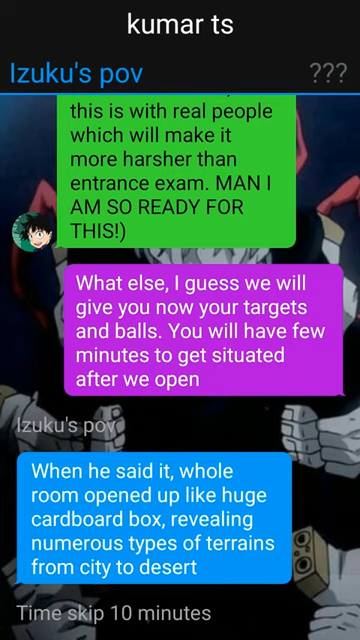 kumar ts
Izuku's pov
???
this is with real people
which will make it
more harsher than
entrance exam. MAN I
AM SO READY FOR
THIS!)
What else, I guess we will
give you now your targets
and balls. You will have few
minutes to get situated
after we open
Izuku's pov
When he said it, whole
room opened up like huge
cardboard box, revealing
numerous types of terrains
from city to desert
Time skip 10 minutes